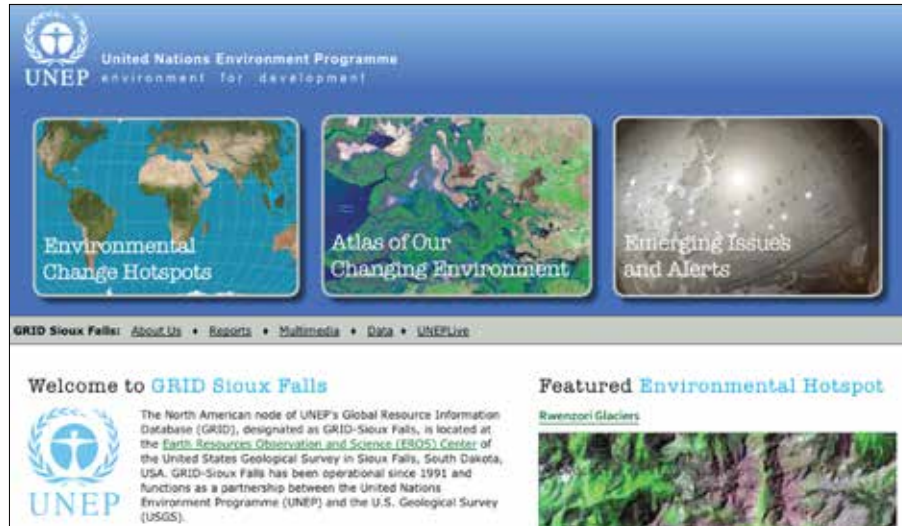 United Nations Environment Programme
UNEP environment for development
Environmental
Change Hotspots
Atlas of Our
Changing Environment
Emerging Issues
and Alerts
GRID Sioux Falls: About Us ♦ Reports ♦ Multimedia ♦ Data ♦ UNEPLive
Welcome to GRID Sioux Falls
The North American node of UNEP's Global Resource Information
Database (GRID), designated as GRID-Sioux Falls, is located at
the Earth Resources Observation and Science (EROS) Center of
the United States Geological Survey in Sioux Falls, South Dakota,
USA. GRID-Sioux Falls has been operational since 1991 and
functions as a partnership between the United Nations
Environment Programme (UNEP) and the U.S. Geological Survey
(USGS).
UNEP
Featured Environmental Hotspot
Rwenzori Glaciers